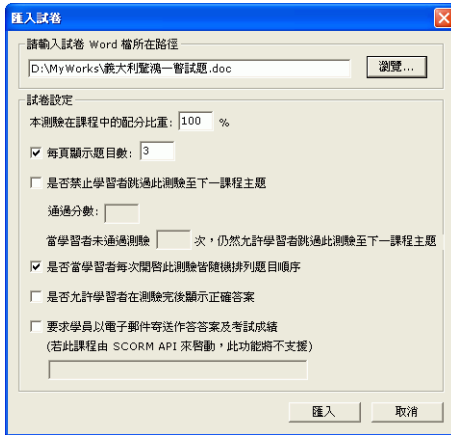 匯入試卷
請輸入試卷 Word 檔所在路徑
D:\MyWorks\義大利驚鴻一瞥試題.doc 瀏覽...
試卷設定
本測驗在課程中的配分比重: 100 %
每頁顯示題目數: 3
是否禁止學習者跳過此測驗至下一課程主題
通過分數:
當學習者未通過測驗 次，仍然允許學習者跳過此測驗至下一課程主題
是否當學習者每次開啓此測驗皆隨機排列題目順序
是否允許學習者在測驗完後顯示正確答案
要求學員以電子郵件寄送作答答案及考試成績
(若此課程由 SCORM API 來啓動，此功能將不支援)
匯入 取消